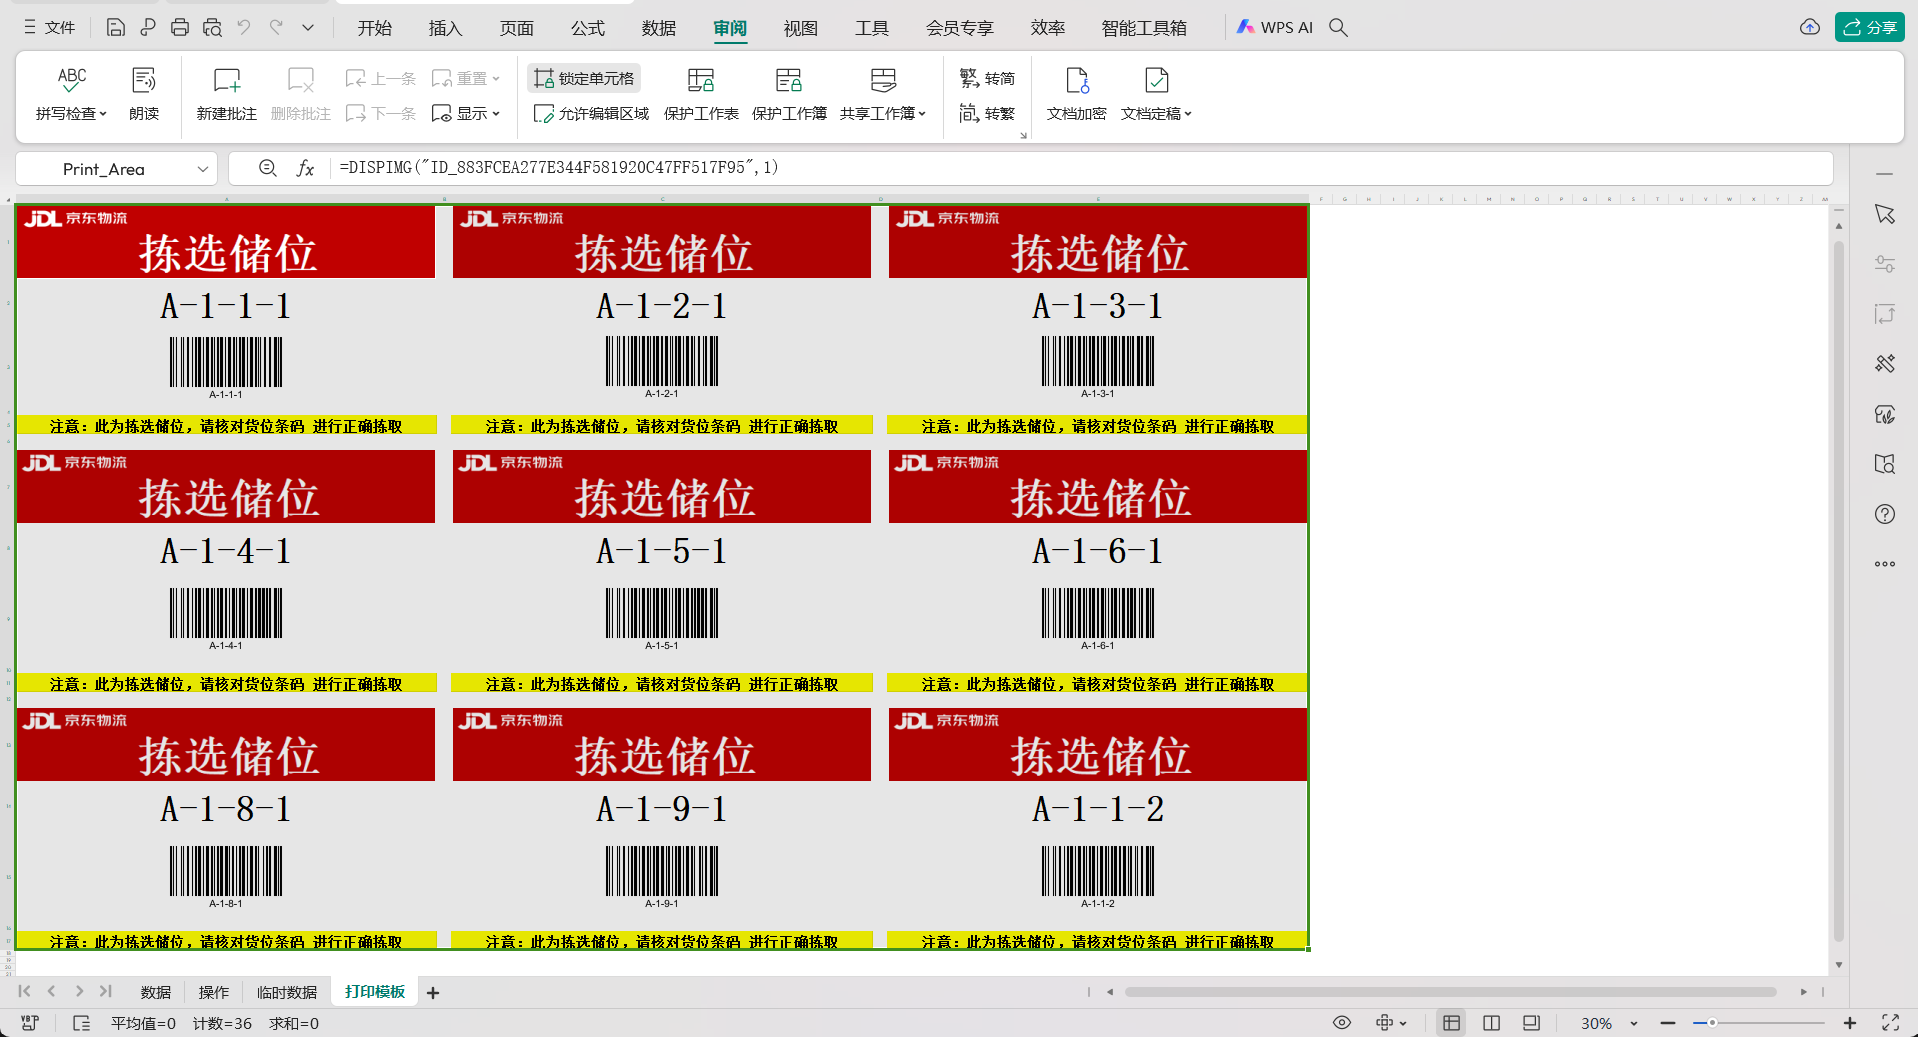 文件 开始 插入 页面 公式 数据 审阅 视图 工具 会员专享 效率 智能工具箱 WPS AI 分享
ABC 上一条 重置 锁定单元格 繁 转简
拼写检查 朗读 新建批注 删除批注 下一条 显示 允许编辑区域 保护工作表 保护工作簿 共享工作簿 简 转繁 文档加密 文档定稿
Print_Area fx =DISPIMG("ID_883FCEA277E344F581920C47FF517F95",1)
JDL 京东物流 JDL 京东物流 JDL 京东物流
拣选储位 拣选储位 拣选储位
A-1-1-1 A-1-2-1 A-1-3-1
A-1-1-1 A-1-2-1 A-1-3-1
注意：此为拣选储位，请核对货位条码 进行正确拣取 注意：此为拣选储位，请核对货位条码 进行正确拣取 注意：此为拣选储位，请核对货位条码 进行正确拣取
JDL 京东物流 JDL 京东物流 JDL 京东物流
拣选储位 拣选储位 拣选储位
A-1-4-1 A-1-5-1 A-1-6-1
A-1-4-1 A-1-5-1 A-1-6-1
注意：此为拣选储位，请核对货位条码 进行正确拣取 注意：此为拣选储位，请核对货位条码 进行正确拣取 注意：此为拣选储位，请核对货位条码 进行正确拣取
JDL 京东物流 JDL 京东物流 JDL 京东物流
拣选储位 拣选储位 拣选储位
A-1-8-1 A-1-9-1 A-1-1-2
A-1-8-1 A-1-9-1 A-1-1-2
注意：此为拣选储位，请核对货位条码 进行正确拣取 注意：此为拣选储位，请核对货位条码 进行正确拣取 注意：此为拣选储位，请核对货位条码 进行正确拣取
数据 操作 临时数据 打印模板
平均值=0 计数=36 求和=0 30%